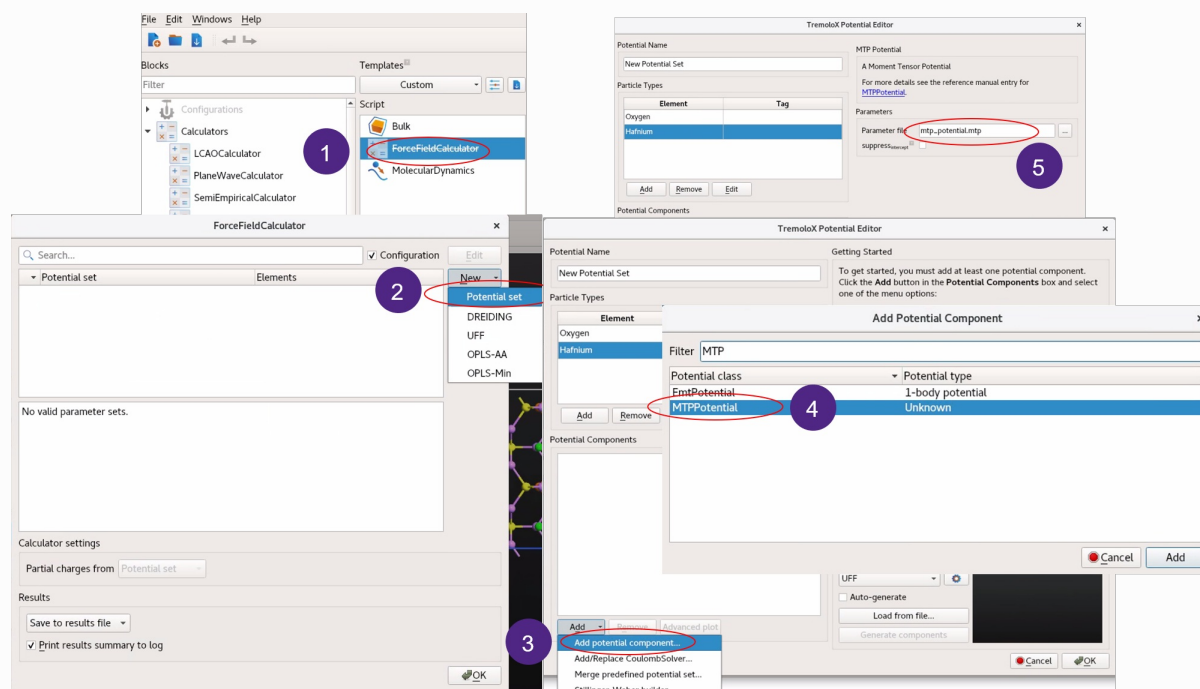 File Edit Windows Help
Blocks
Templates
Filter
Custom
Script
Configurations
Calculators
LCAOCalculator
PlaneWaveCalculator
SemiEmpiricalCalculator
Bulk
ForceFieldCalculator
MolecularDynamics
1
TremoloX Potential Editor
Potential Name
New Potential Set
Particle Types
Element Tag
Oxygen
Hafnium
Add Remove Edit
Potential Components
MTP Potential
A Moment Tensor Potential
For more details see the reference manual entry for
MTPPotential.
Parameters
Parameter file mtp_potential.mtp ...
suppress
5
ForceFieldCalculator
Search...
Configuration
Edit
Potential set Elements
New
2
Potential set
DREIDING
UFF
OPLS-AA
OPLS-Min
No valid parameter sets.
Calculator settings
Partial charges from Potential set
Results
Save to results file
Print results summary to log
OK
TremoloX Potential Editor
Potential Name
New Potential Set
Particle Types
Element
Oxygen
Hafnium
Add Remove
Potential Components
Getting Started
To get started, you must add at least one potential component.
Click the Add button in the Potential Components box and select
one of the menu options:
Add Potential Component
Filter MTP
Potential class Potential type
EmtPotential 1-body potential
MTPPotential Unknown
4
Cancel Add
UFF
Auto-generate
Load from file...
Generate components
Cancel OK
Add Remove Advanced plot
3
Add potential component...
Add/Replace CoulombSolver...
Merge predefined potential set...